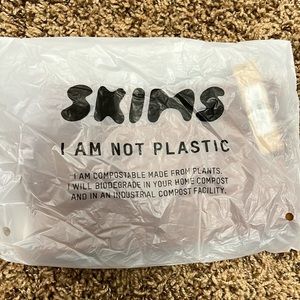 SKIMS
I AM NOT PLASTIC
I AM COMPOSTABLE MADE FROM PLANTS.
I WILL BIODEGRADE IN YOUR HOME COMPOST
AND IN AN INDUSTRIAL COMPOST FACILITY.